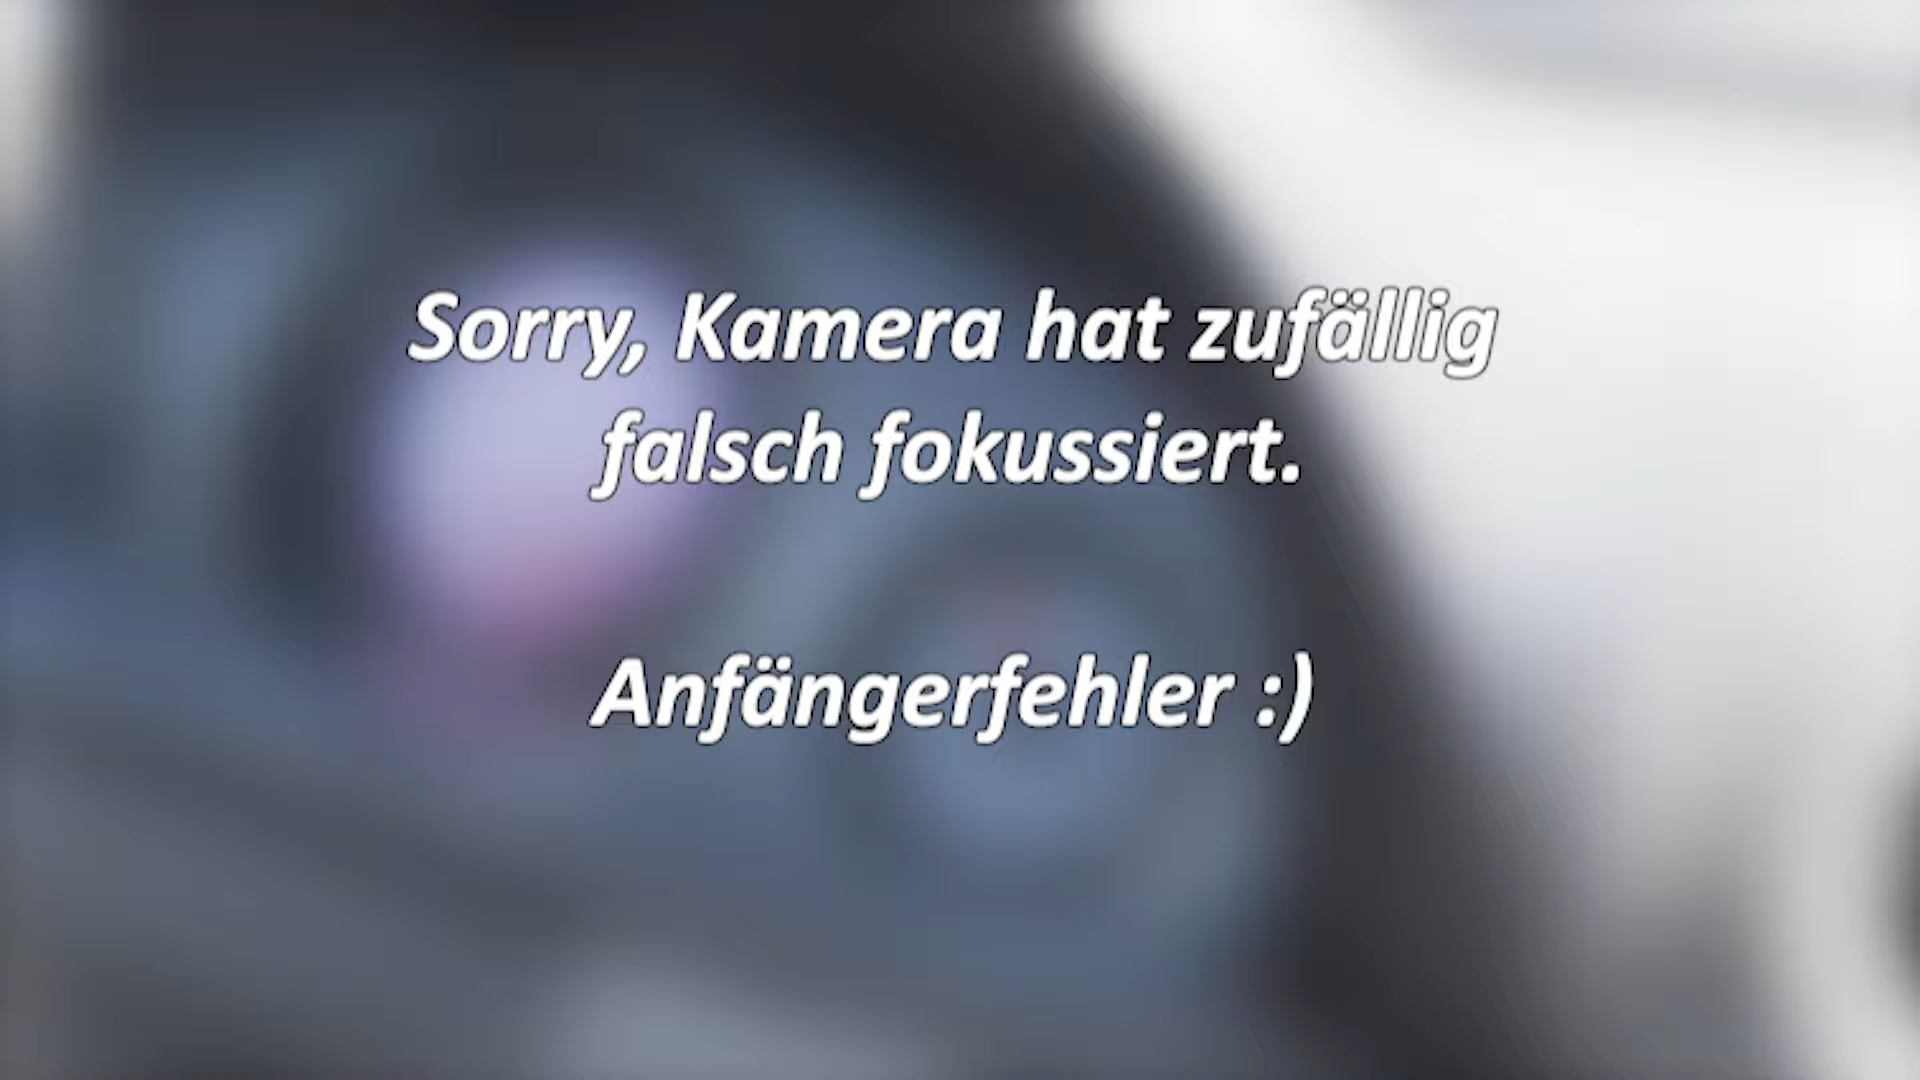 Sorry, Kamera hat zufällig
falsch fokussiert.
Anfängerfehler :)